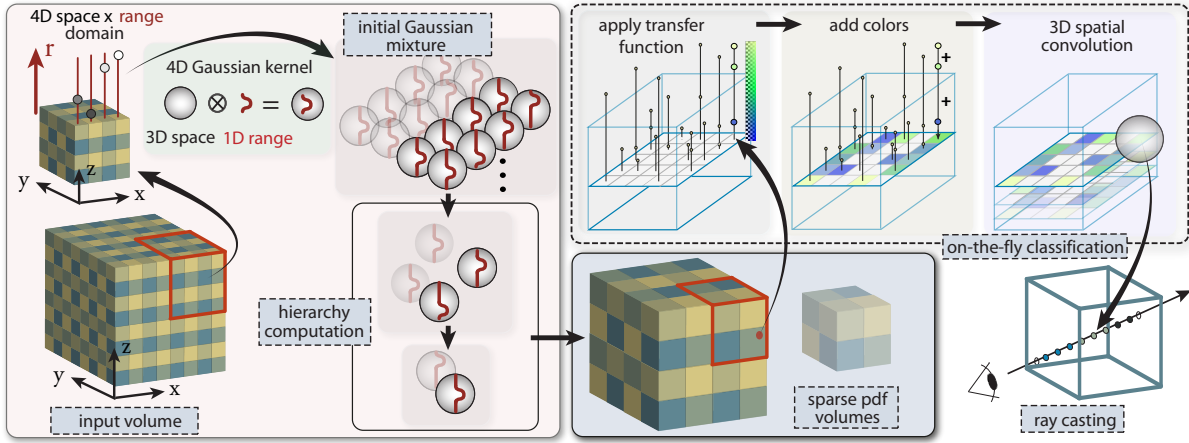 4D space x range
domain
r
4D Gaussian kernel
⊗ =
3D space 1D range
z
y
x
z
y
x
input volume
initial Gaussian
mixture
hierarchy
computation
apply transfer
function
add colors
+
+
3D spatial
convolution
on-the-fly classification
sparse pdf
volumes
ray casting